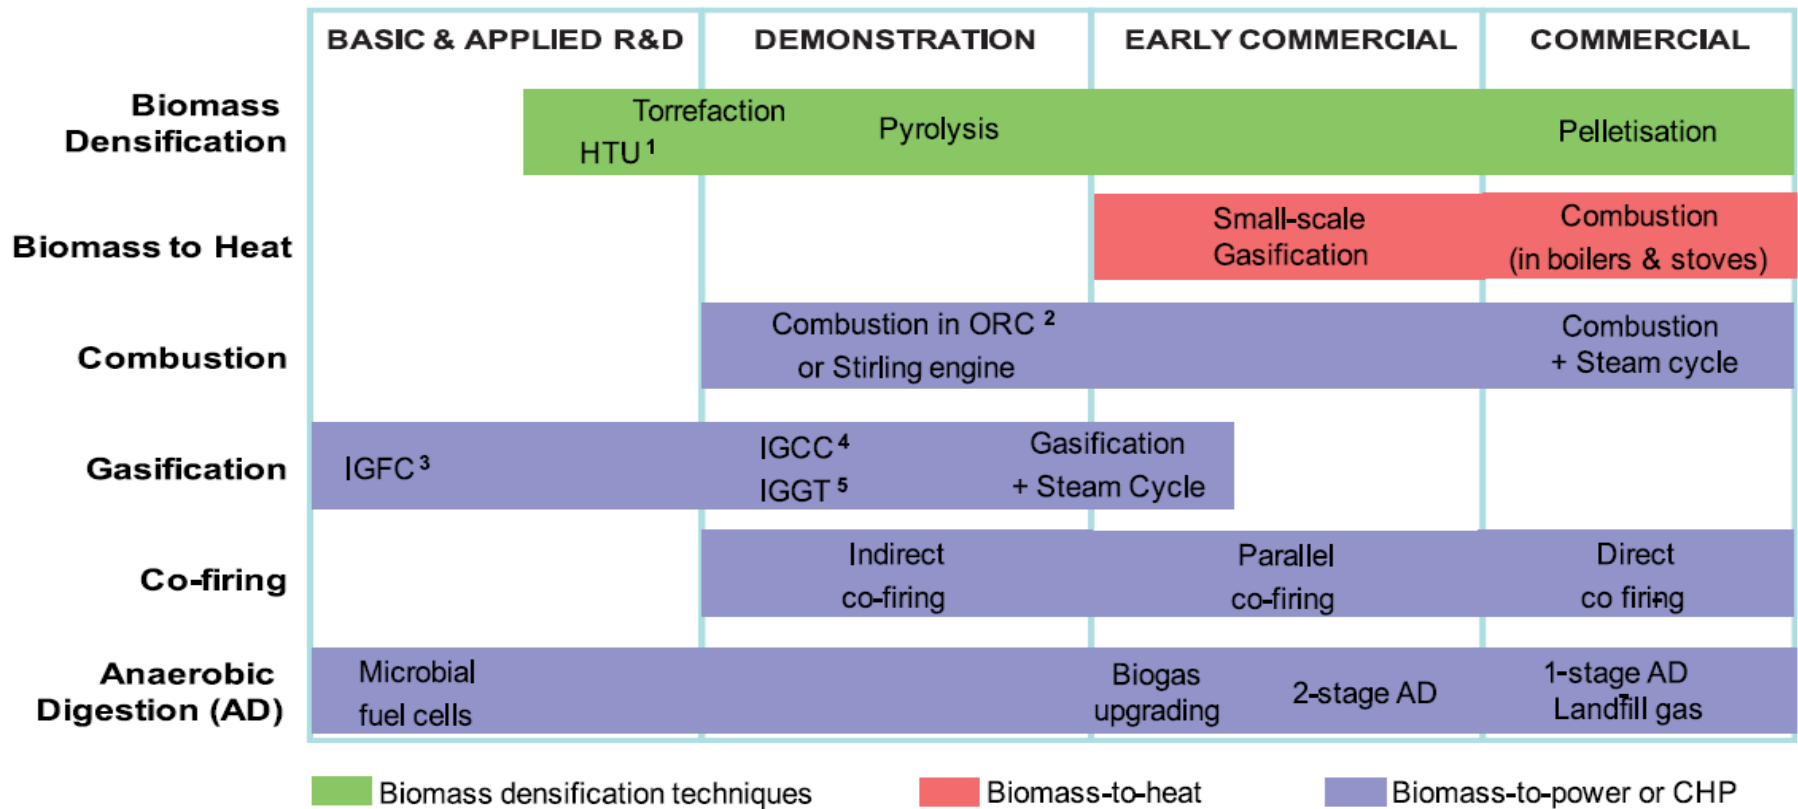 BASIC & APPLIED R&D DEMONSTRATION EARLY COMMERCIAL COMMERCIAL
Biomass
Densification
Torrefaction
HTU 1
Pyrolysis
Pelletisation
Biomass to Heat
Small-scale
Gasification
Combustion
(in boilers & stoves)
Combustion
Combustion in ORC 2
or Stirling engine
Combustion
+ Steam cycle
Gasification
IGFC 3
IGCC 4
IGGT 5
Gasification
+ Steam Cycle
Co-firing
Indirect
co-firing
Parallel
co-firing
Direct
co firing
Anaerobic
Digestion (AD)
Microbial
fuel cells
Biogas
upgrading
2-stage AD
1-stage AD
Landfill gas
Biomass densification techniques
Biomass-to-heat
Biomass-to-power or CHP